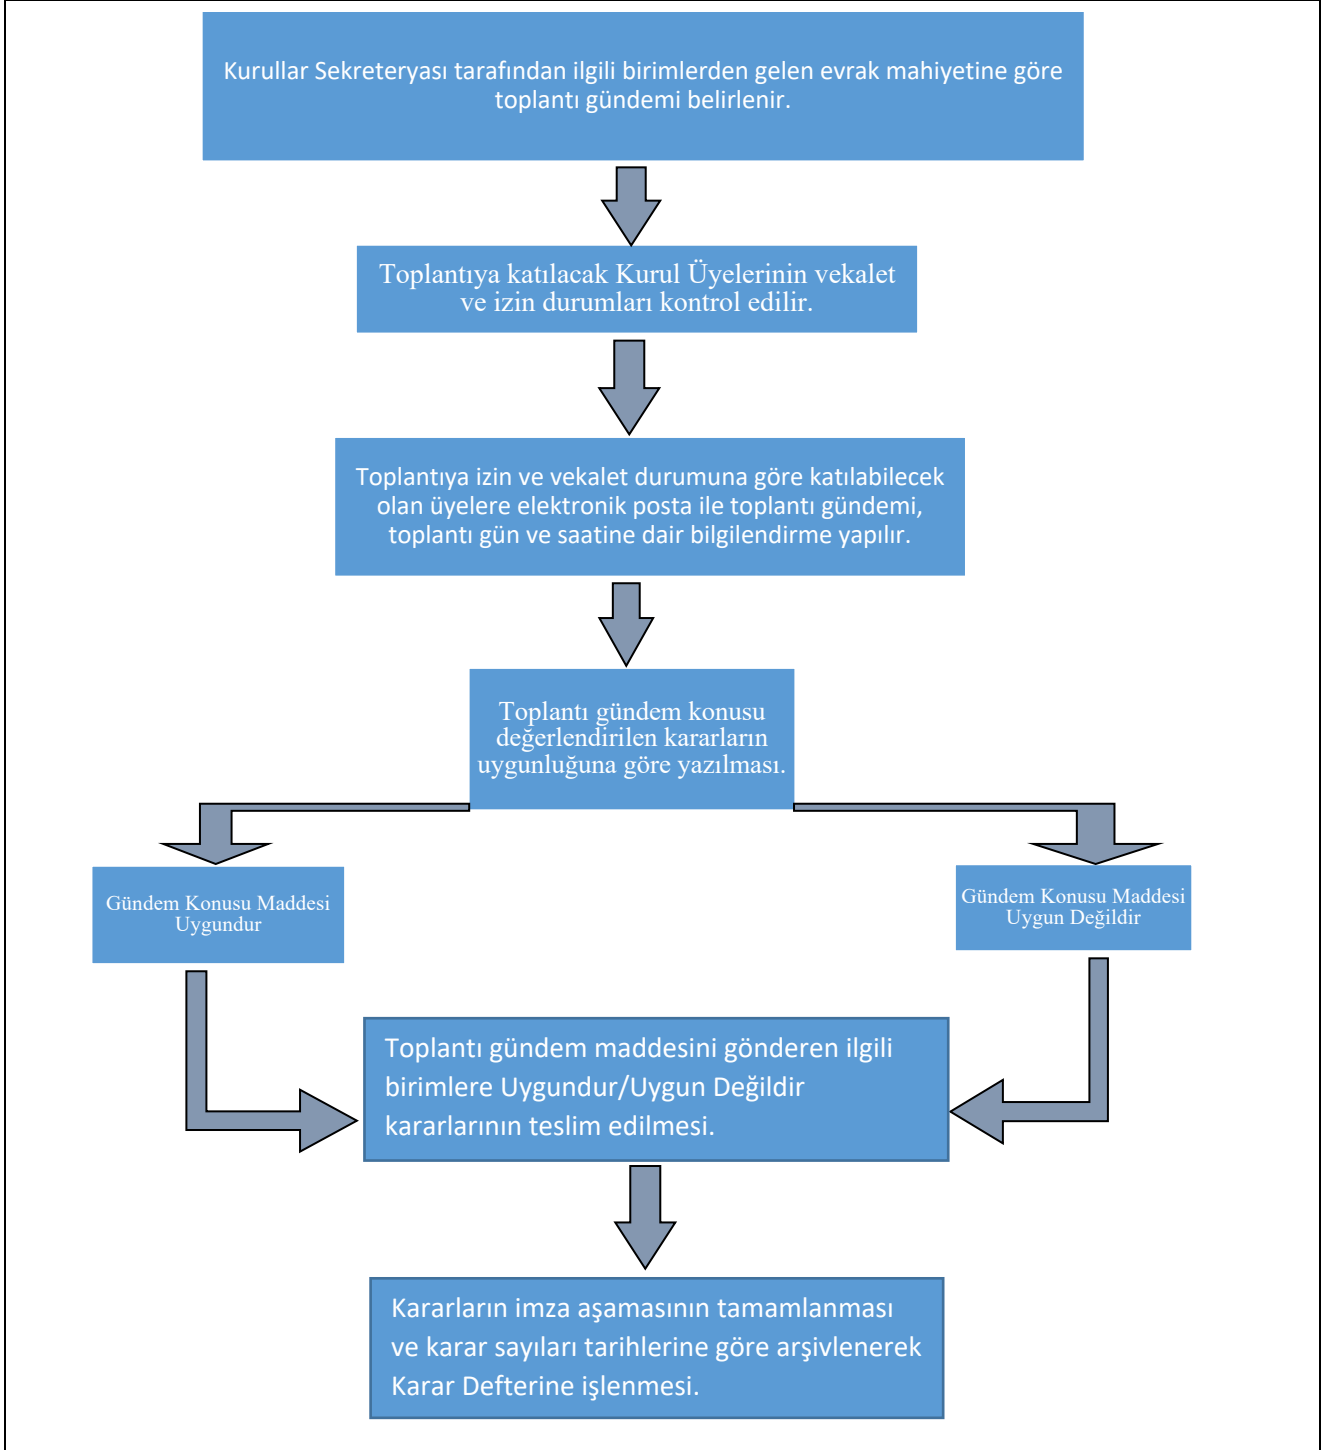 Kurullar Sekreteryası tarafından ilgili birimlerden gelen evrak mahiyetine göre
toplantı gündemi belirlenir.
Toplantıya katılacak Kurul Üyelerinin vekalet
ve izin durumları kontrol edilir.
Toplantıya izin ve vekalet durumuna göre katılabilecek
olan üyelere elektronik posta ile toplantı gündemi,
toplantı gün ve saatine dair bilgilendirme yapılır.
Toplantı gündem konusu
değerlendirilen kararların
uygunluğuna göre yazılması.
Gündem Konusu Maddesi
Uygundur
Gündem Konusu Maddesi
Uygun Değildir
Toplantı gündem maddesini gönderen ilgili
birimlere Uygundur/Uygun Değildir
kararlarının teslim edilmesi.
Kararların imza aşamasının tamamlanması
ve karar sayıları tarihlerine göre arşivlenerek
Karar Defterine işlenmesi.